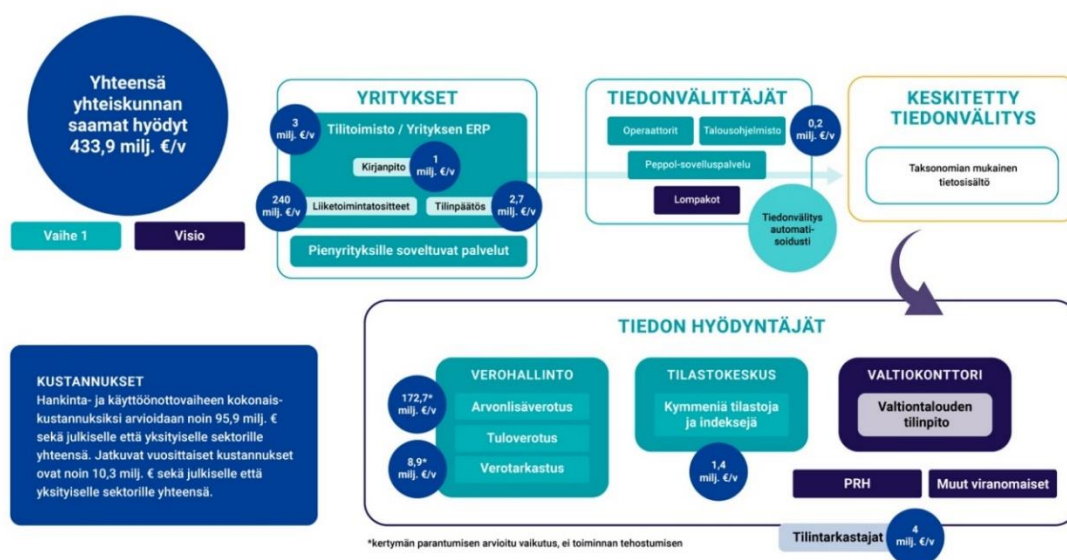 Yhteensä
yhteiskunnan
saamat hyödyt
433,9 milj. €/v
Vaihe 1
Visio
YRITYKSET
3
milj. €/v
Tilitoimisto / Yrityksen ERP
Kirjanpito
1
milj. €/v
240
milj. €/v
Liiketoimintatositteet
Tilinpäätös
2,7
milj. €/v
Pienyrityksille soveltuvat palvelut
TIEDONVÄLITTÄJÄT
Operaattorit
Talousohjelmisto
0,2
milj. €/v
Peppol-sovelluspalvelu
Lompakot
Tiedonvälitys
automati-
soidusti
KESKITETTY
TIEDONVÄLITYS
Taksonomian mukainen
tietosisältö
KUSTANNUKSET
Hankinta- ja käyttöönottovaiheen kokonais-
kustannuksiksi arvioidaan noin 95,9 milj. €
sekä julkiselle että yksityiselle sektorille
yhteensä. Jatkuvat vuosittaiset kustannukset
ovat noin 10,3 milj. € sekä julkiselle että
yksityiselle sektorille yhteensä.
TIEDON HYÖDYNTÄJÄT
VEROHALLINTO
172,7*
milj. €/v
Arvonlisäverotus
Tuloverotus
8,9*
milj. €/v
Verotarkastus
TILASTOKESKUS
Kymmeniä tilastoja
ja indeksejä
1,4
milj. €/v
VALTIOKONTTORI
Valtiontalouden
tilinpito
PRH
Muut viranomaiset
Tilintarkastajat
4
milj. €/v
*kertymän parantumisen arvioitu vaikutus, ei toiminnan tehostumisen